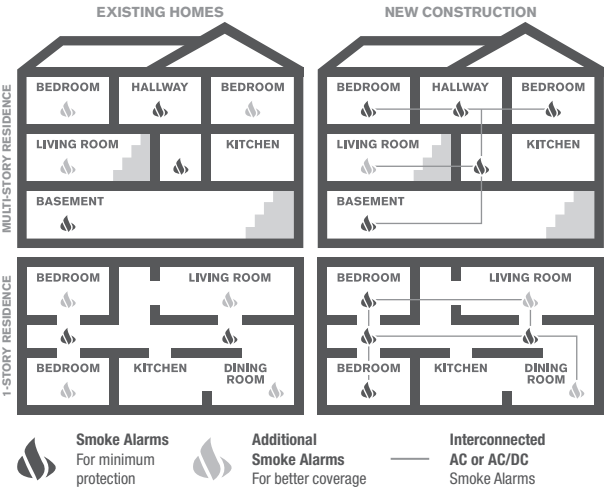 EXISTING HOMES
NEW CONSTRUCTION
MULTI-STORY RESIDENCE
BEDROOM
HALLWAY
BEDROOM
LIVING ROOM
KITCHEN
BASEMENT
BEDROOM
HALLWAY
BEDROOM
LIVING ROOM
KITCHEN
BASEMENT
1-STORY RESIDENCE
BEDROOM
LIVING ROOM
BEDROOM
KITCHEN
DINING
ROOM
BEDROOM
LIVING ROOM
BEDROOM
KITCHEN
DINING
ROOM
Smoke Alarms
For minimum
protection
Additional
Smoke Alarms
For better coverage
Interconnected
AC or AC/DC
Smoke Alarms